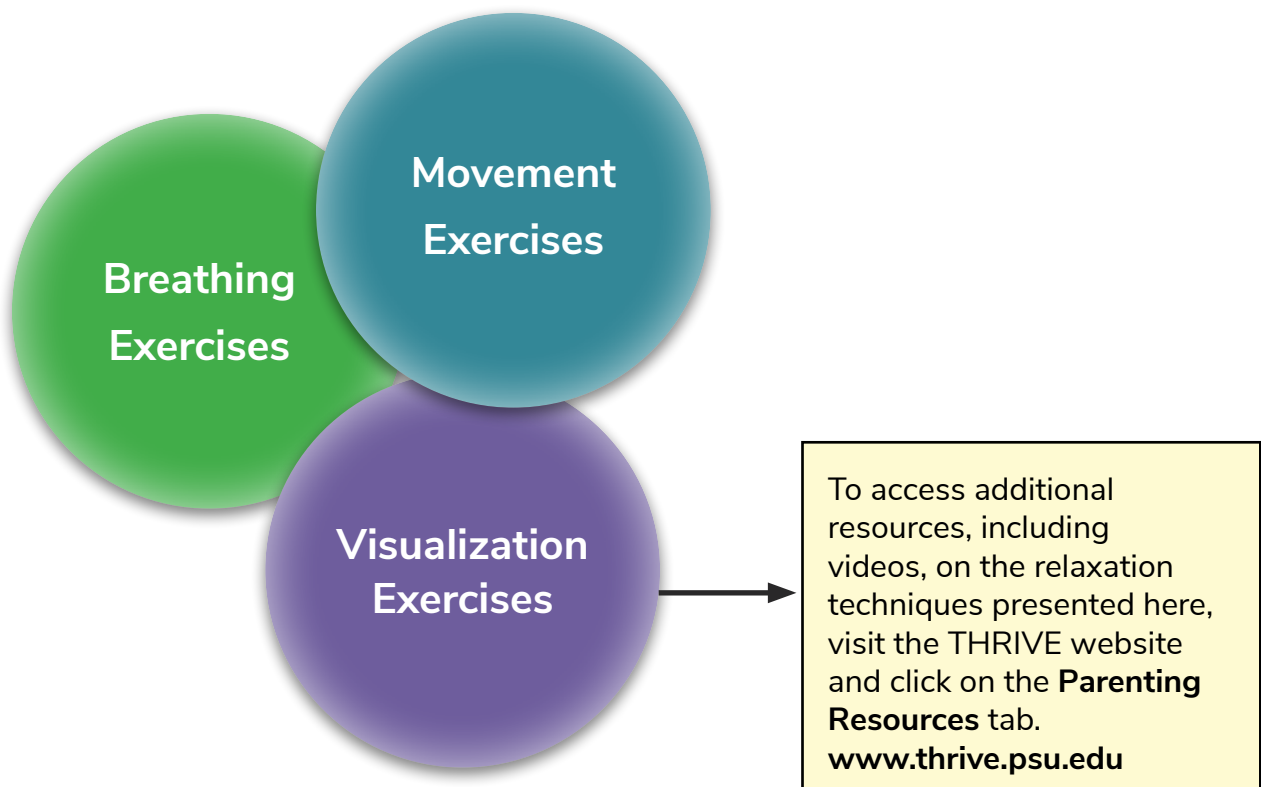 Movement
Exercises
Breathing
Exercises
Visualization
Exercises
To access additional
resources, including
videos, on the relaxation
techniques presented here,
visit the THRIVE website
and click on the Parenting
Resources tab.
www.thrive.psu.edu